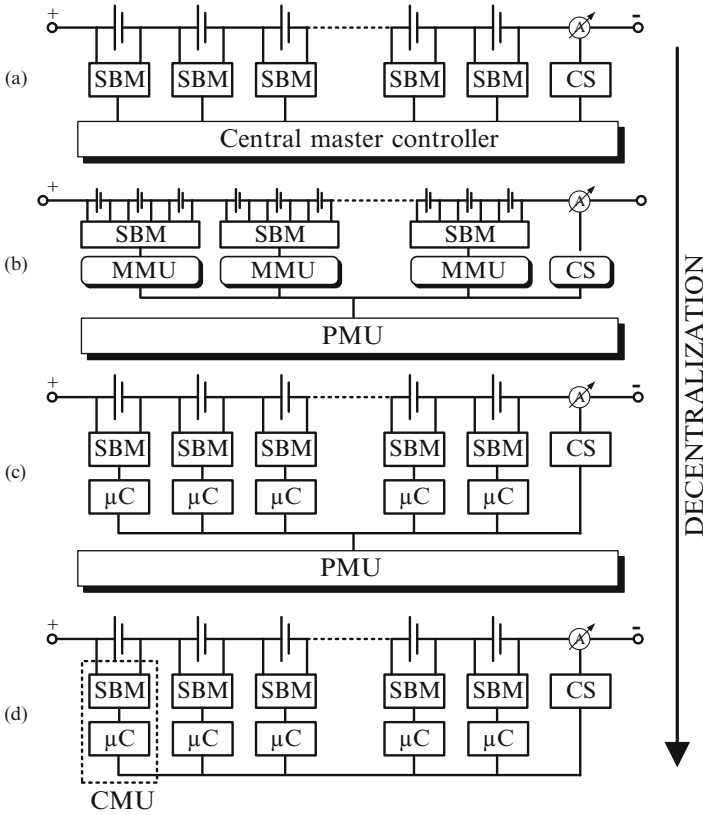 + A -
(a) SBM SBM SBM SBM SBM CS
Central master controller
+ A
SBM SBM SBM
(b) MMU MMU MMU CS
PMU
+ A -
SBM SBM SBM SBM SBM CS
(c) µC µC µC µC µC
PMU
+ A -
SBM SBM SBM SBM SBM CS
(d) µC µC µC µC µC
CMU
DECENTRALIZATION